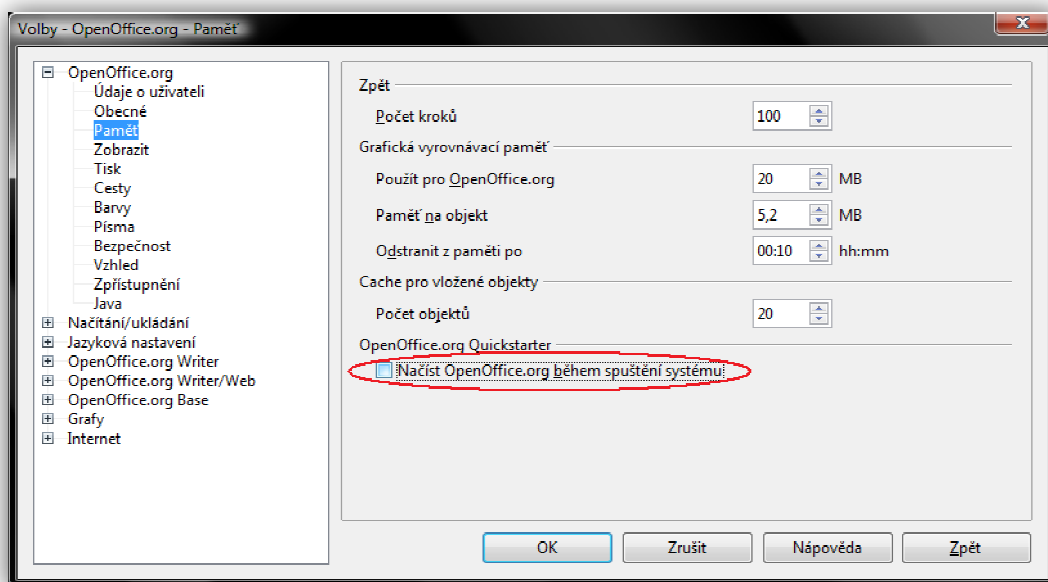 Volby - OpenOffice.org - Paměť
OpenOffice.org
Údaje o uživateli
Obecné
Paměť
Zobrazit
Tisk
Cesty
Barvy
Písma
Bezpečnost
Vzhled
Zpřístupnění
Java
Načítání/ukládání
Jazyková nastavení
OpenOffice.org Writer
OpenOffice.org Writer/Web
OpenOffice.org Base
Grafy
Internet
Zpět
Počet kroků 100
Grafická vyrovnávací paměť
Použít pro OpenOffice.org 20 MB
Paměť na objekt 5,2 MB
Odstranit z paměti po 00:10 hh:mm
Cache pro vložené objekty
Počet objektů 20
OpenOffice.org Quickstarter
Načíst OpenOffice.org během spuštění systému
OK Zrušit Nápověda Zpět